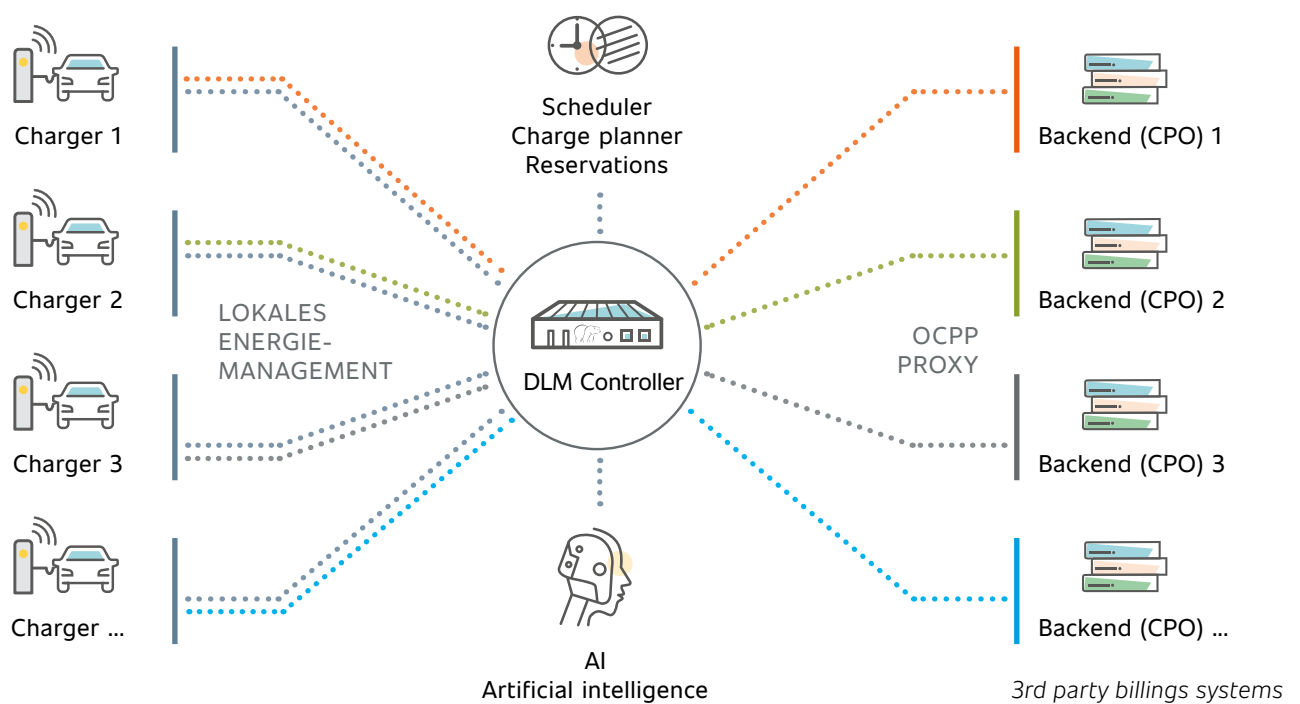 Charger 1
Charger 2
Charger 3
Charger ...
LOKALES
ENERGIE-
MANAGEMENT
Scheduler
Charge planner
Reservations
DLM Controller
AI
Artificial intelligence
OCPP
PROXY
Backend (CPO) 1
Backend (CPO) 2
Backend (CPO) 3
Backend (CPO) ...
3rd party billings systems